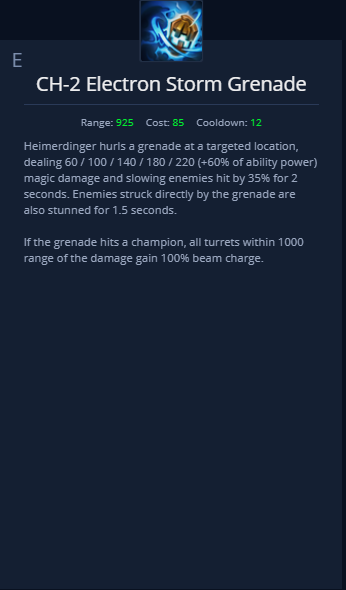 E
CH-2 Electron Storm Grenade
Range: 925 Cost: 85 Cooldown: 12
Heimerdinger hurls a grenade at a targeted location,
dealing 60 / 100 / 140 / 180 / 220 (+60% of ability power)
magic damage and slowing enemies hit by 35% for 2
seconds. Enemies struck directly by the grenade are
also stunned for 1.5 seconds.
If the grenade hits a champion, all turrets within 1000
range of the damage gain 100% beam charge.